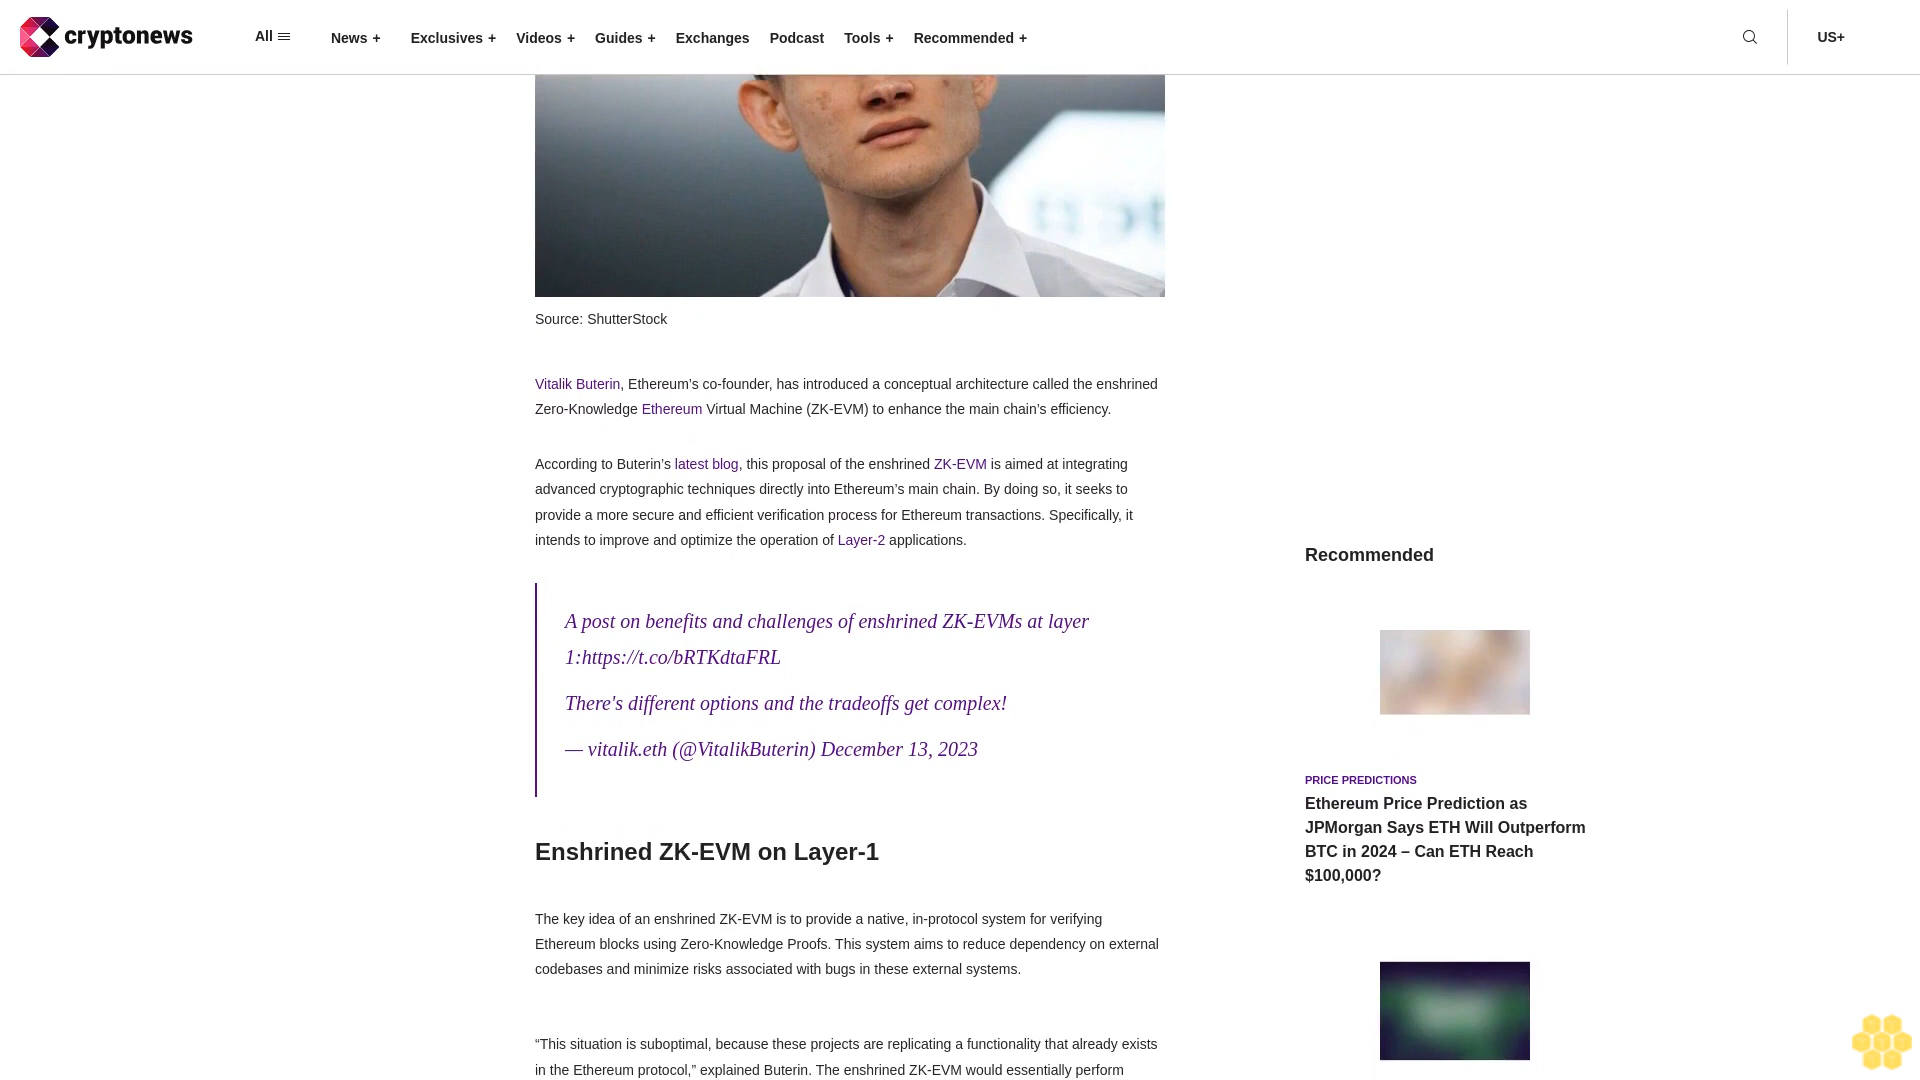 cryptonews
All
News +
Exclusives +
Videos +
Guides +
Exchanges
Podcast
Tools +
Recommended +
US+
Source: ShutterStock
Vitalik Buterin, Ethereum’s co-founder, has introduced a conceptual architecture called the enshrined
Zero-Knowledge Ethereum Virtual Machine (ZK-EVM) to enhance the main chain’s efficiency.
According to Buterin’s latest blog, this proposal of the enshrined ZK-EVM is aimed at integrating
advanced cryptographic techniques directly into Ethereum’s main chain. By doing so, it seeks to
provide a more secure and efficient verification process for Ethereum transactions. Specifically, it
intends to improve and optimize the operation of Layer-2 applications.
A post on benefits and challenges of enshrined ZK-EVMs at layer
1:https://t.co/bRTKdtaFRL
There's different options and the tradeoffs get complex!
— vitalik.eth (@VitalikButerin) December 13, 2023
Enshrined ZK-EVM on Layer-1
The key idea of an enshrined ZK-EVM is to provide a native, in-protocol system for verifying
Ethereum blocks using Zero-Knowledge Proofs. This system aims to reduce dependency on external
codebases and minimize risks associated with bugs in these external systems.
“This situation is suboptimal, because these projects are replicating a functionality that already exists
in the Ethereum protocol,” explained Buterin. The enshrined ZK-EVM would essentially perform
Recommended
PRICE PREDICTIONS
Ethereum Price Prediction as
JPMorgan Says ETH Will Outperform
BTC in 2024 – Can ETH Reach
$100,000?